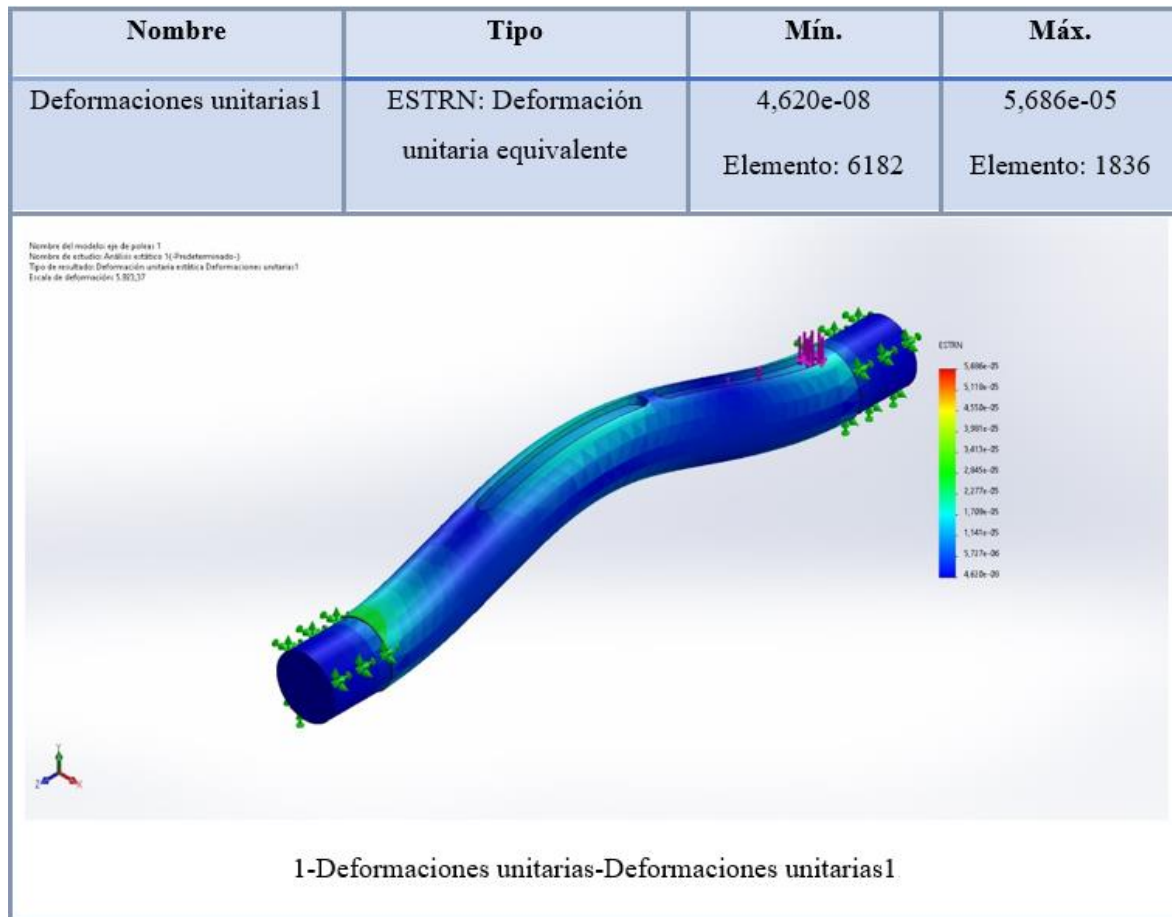 Nombre
Tipo
Mín.
Máx.
Deformaciones unitarias1
ESTRN: Deformación
unitaria equivalente
4,620e-08
Elemento: 6182
5,686e-05
Elemento: 1836
Nombre del modelo: eje de poleas 1
Nombre de estudio: Análisis estático 1(-Predeterminado-)
Tipo de resultado: Deformación unitaria estática Deformaciones unitarias1
Escala de deformación:
ESTRN
5,686e-05
5,118e-05
4,550e-05
3,981e-05
3,413e-05
2,845e-05
2,277e-05
1,709e-05
1,141e-05
4,620e-08
Y
Z
X
1-Deformaciones unitarias-Deformaciones unitarias1